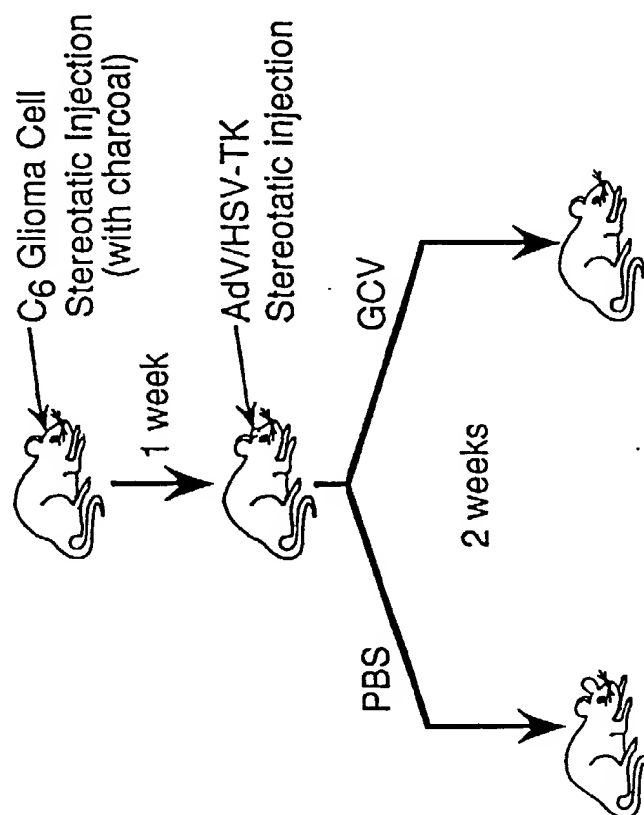 C6 Glioma Cell
Stereotatic Injection
(with charcoal)
1 week
AdV/HSV-TK
Stereotatic injection
PBS
GCV
2 weeks